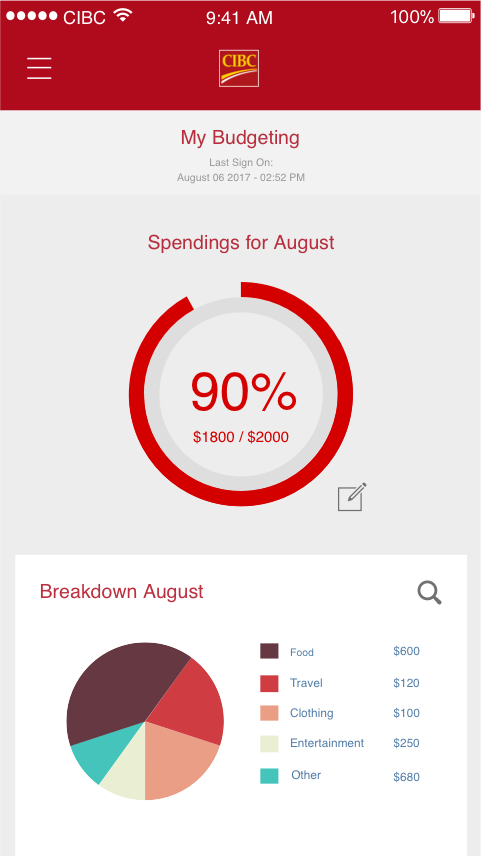 CIBC 9:41 AM 100%
CIBC
My Budgeting
Last Sign On:
August 06 2017 - 02:52 PM
Spendings for August
90%
$1800 / $2000
Breakdown August
Food $600
Travel $120
Clothing $100
Entertainment $250
Other $680